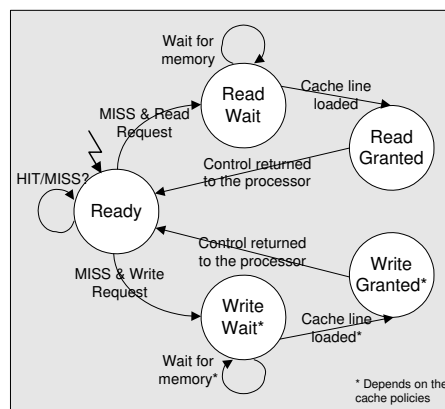 Wait for
memory
Read
Wait
Cache line
loaded
MISS & Read
Request
Read
Granted
Control returned
to the processor
HIT/MISS?
Ready
Control returned
to the processor
MISS & Write
Request
Write
Granted*
Write
Wait*
Cache line
loaded*
Wait for
memory*
* Depends on the
cache policies